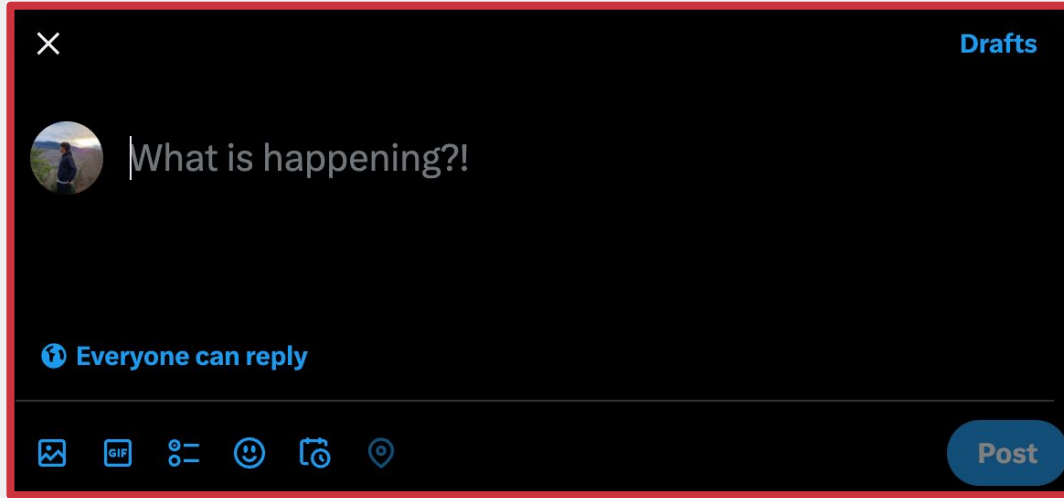 Drafts
What is happening?!
Everyone can reply
GIF
Post